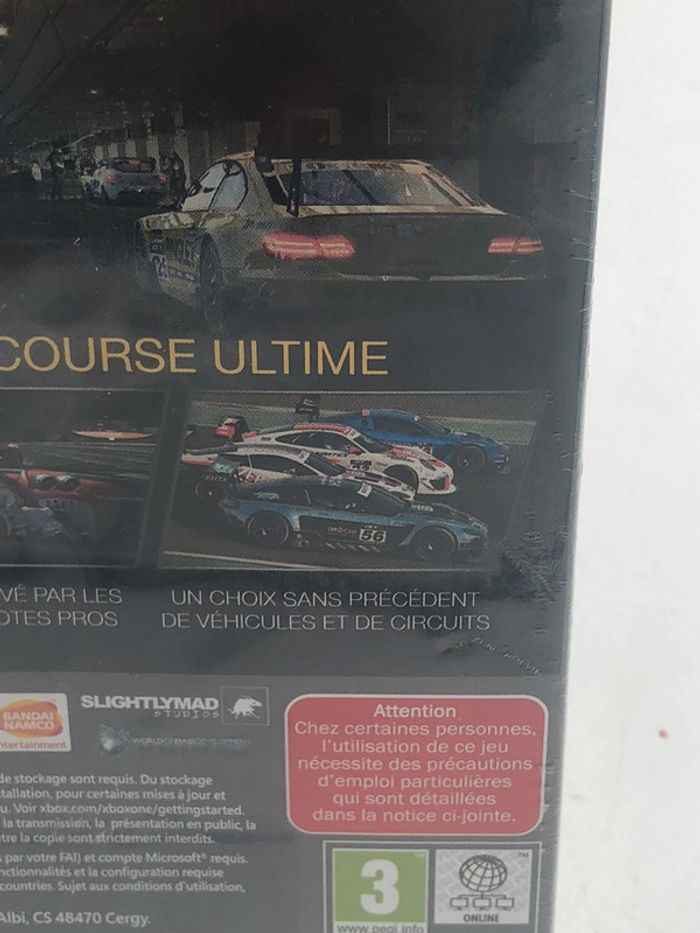 COURSE ULTIME
56
VÉ PAR LES
OTES PROS
UN CHOIX SANS PRÉCÉDENT
DE VÉHICULES ET DE CIRCUITS
BANDAI
NAMCO
ntertainment
SLIGHTLYMAD
STUDIOS
Attention
Chez certaines personnes,
l'utilisation de ce jeu
nécessite des précautions
d'emploi particulières
qui sont détaillées
dans la notice ci-jointe.
de stockage sont requis. Du stockage
tallation, pour certaines mises à jour et
u. Voir xbox.com/xboxone/gettingstarted.
la transmission, la présentation en public, la
tre la copie sont strictement interdits.
par votre FAI) et compte Microsoft® requis.
nctionnalités et la configuration requise
countries. Sujet aux conditions d'utilisation,
Albi, CS 48470 Cergy.
3
www.pegi.info
ONLINE
TM